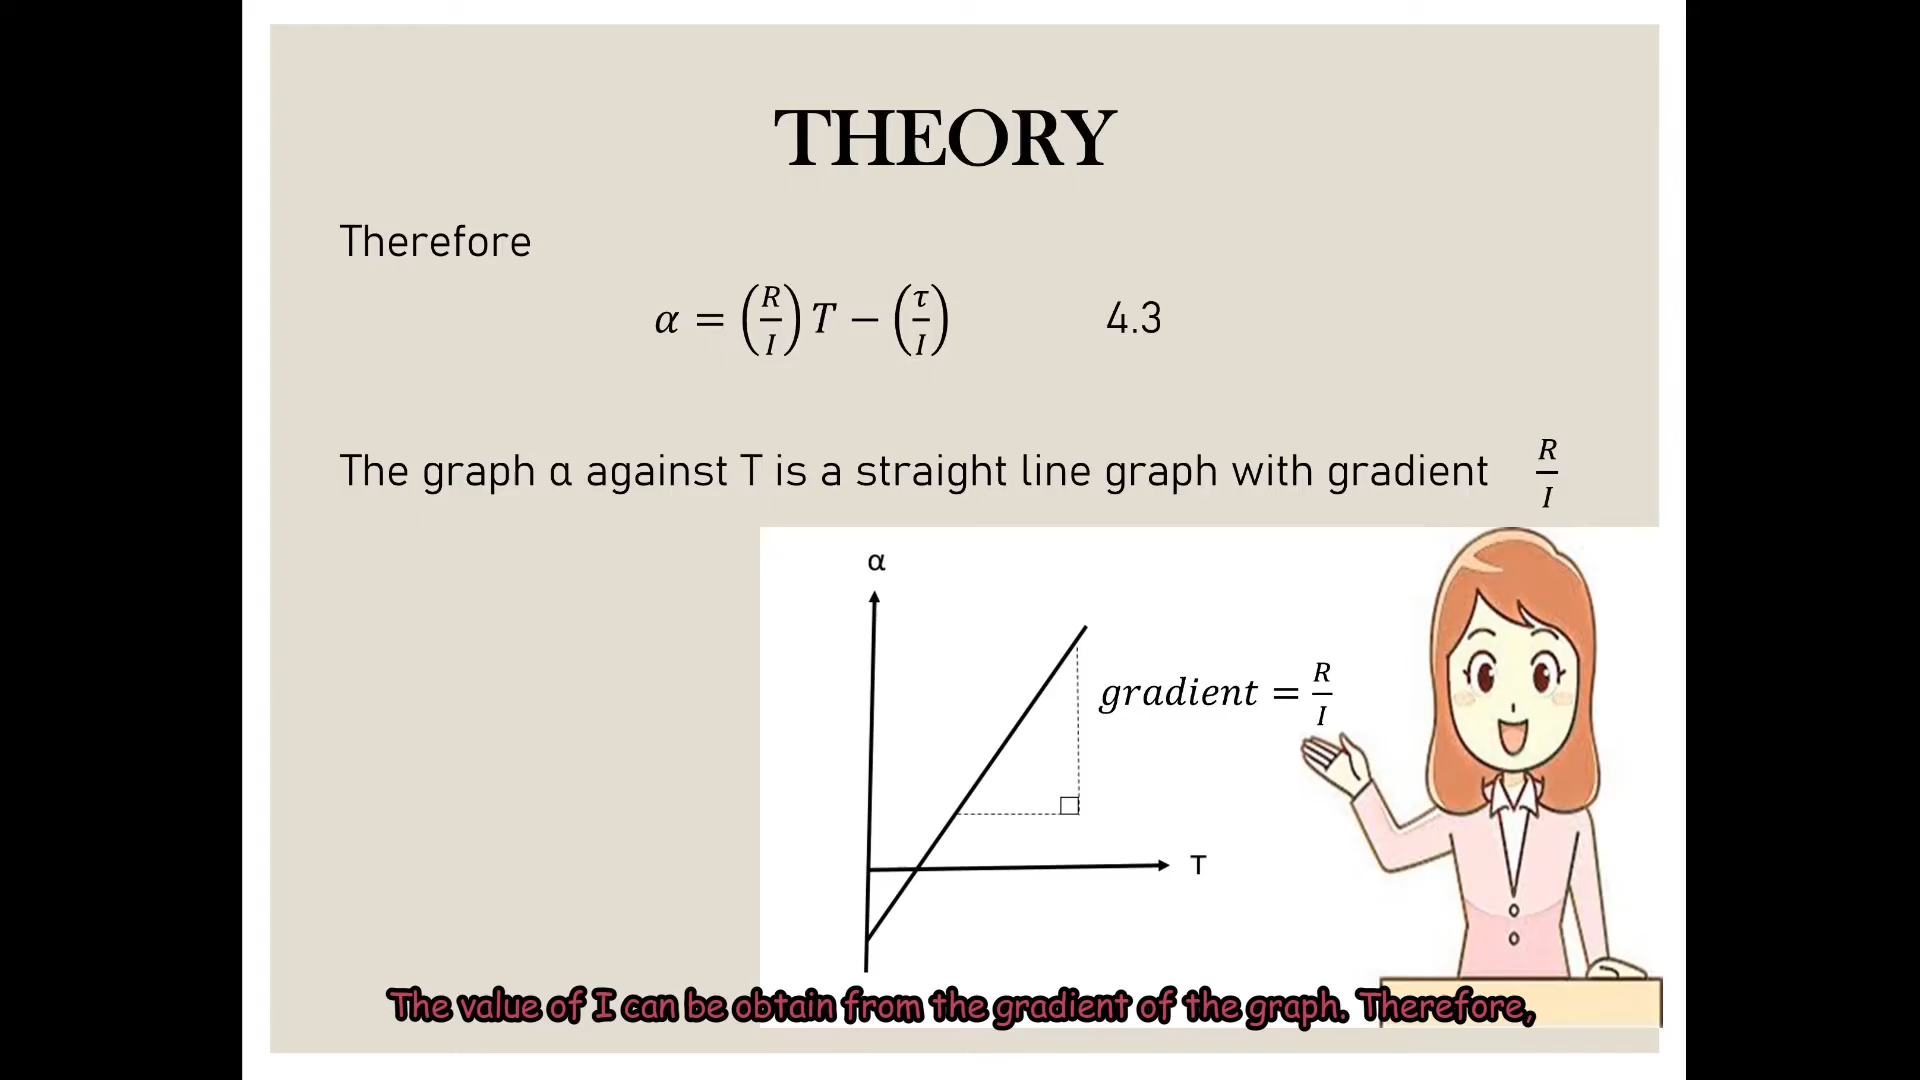 THEORY
Therefore
α = (R/I) T − (τ/I) 4.3
The graph α against T is a straight line graph with gradient R/I
α
gradient = R/I
T
The value of I can be obtain from the gradient of the graph. Therefore,